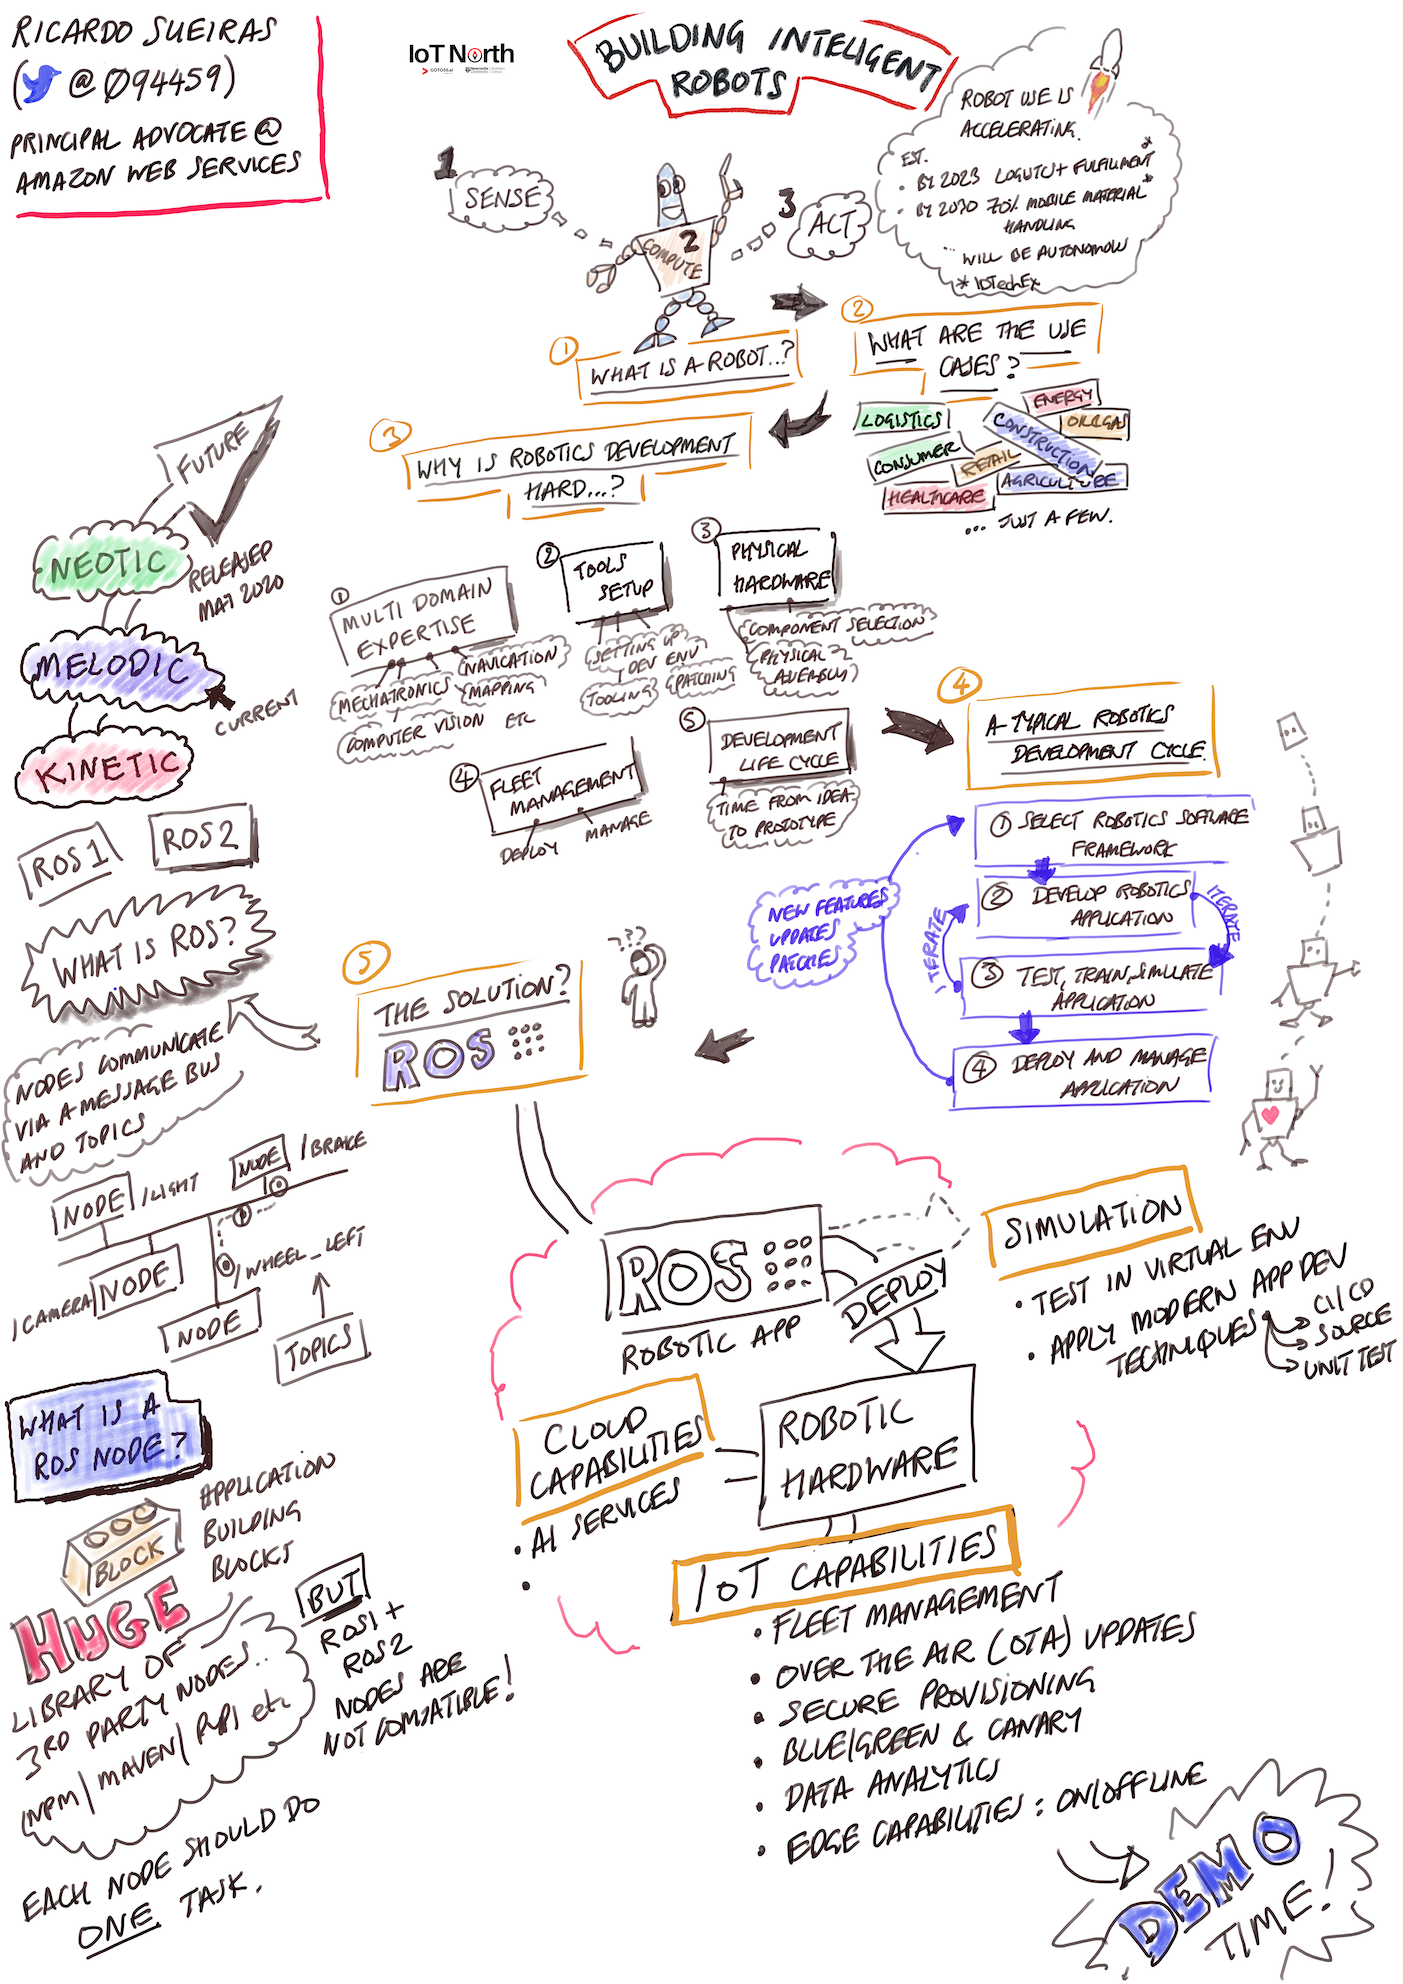 RICARDO SUEIRAS
(@Ø94459)
PRINCIPAL ADVOCATE @
AMAZON WEB SERVICES
IoT North
BUILDING INTELIGENT
ROBOTS
ROBOT USE IS
ACCELERATING.
EST.
• BY 2023 LOGISTICS + FULFILMENT*
• BY 2030 70% MOBILE MATERIAL*
HANDLING
... WILL BE AUTONOMOUS
* IDTechEx
1
SENSE
2
COMPUTE
3
ACT
① WHAT IS A ROBOT..?
② WHAT ARE THE USE
CASES?
LOGISTICS
ENERGY
OIL&GAS
CONSTRUCTION
CONSUMER
RETAIL
AGRICULTURE
HEALTHCARE
... JUST A FEW.
③ WHY IS ROBOTICS DEVELOPMENT
HARD...?
① MULTI DOMAIN
EXPERTISE
NAVIGATION
MECHATRONICS
MAPPING
COMPUTER VISION ETC
② TOOLS
SETUP
SETTING UP
DEV ENV
TOOLING
PATCHING
③ PHYSICAL
HARDWARE
COMPONENT SELECTION
PHYSICAL
ASSEMBLY
④ FLEET
MANAGEMENT
DEPLOY
MANAGE
⑤ DEVELOPMENT
LIFE CYCLE
TIME FROM IDEA
TO PROTOTYPE
④ A TYPICAL ROBOTICS
DEVELOPMENT CYCLE.
① SELECT ROBOTICS SOFTWARE
FRAMEWORK
② DEVELOP ROBOTICS
APPLICATION
ITERATE
ITERATE
③ TEST, TRAIN, SIMULATE
APPLICATION
④ DEPLOY AND MANAGE
APPLICATION
NEW FEATURES
UPDATES
PATCHES
⑤ THE SOLUTION?
ROS
???
FUTURE
NEOTIC
RELEASED
MAY 2020
MELODIC
CURRENT
KINETIC
ROS1
ROS2
WHAT IS ROS?
NODES COMMUNICATE
VIA A MESSAGE BUS
AND TOPICS
NODE /LIGHT
NODE /BRAKE
/CAMERA NODE
/WHEEL_LEFT
NODE
TOPICS
WHAT IS A
ROS NODE?
BLOCK
APPLICATION
BUILDING
BLOCKS
HUGE
LIBRARY OF
3RD PARTY NODES..
(NPM/MAVEN/PyPI etc
BUT
ROS1 +
ROS2
NODES ARE
NOT COMPATIBLE!
EACH NODE SHOULD DO
ONE TASK.
ROS
ROBOTIC APP
DEPLOY
ROBOTIC
HARDWARE
SIMULATION
• TEST IN VIRTUAL ENV
• APPLY MODERN APP DEV
TECHNIQUES
CI/CD
SOURCE
UNIT TEST
CLOUD
CAPABILITIES
• AI SERVICES
•
IoT CAPABILITIES
• FLEET MANAGEMENT
• OVER THE AIR (OTA) UPDATES
• SECURE PROVISIONING
• BLUE/GREEN & CANARY
• DATA ANALYTICS
• EDGE CAPABILITIES: ON/OFFLINE
DEMO
TIME!